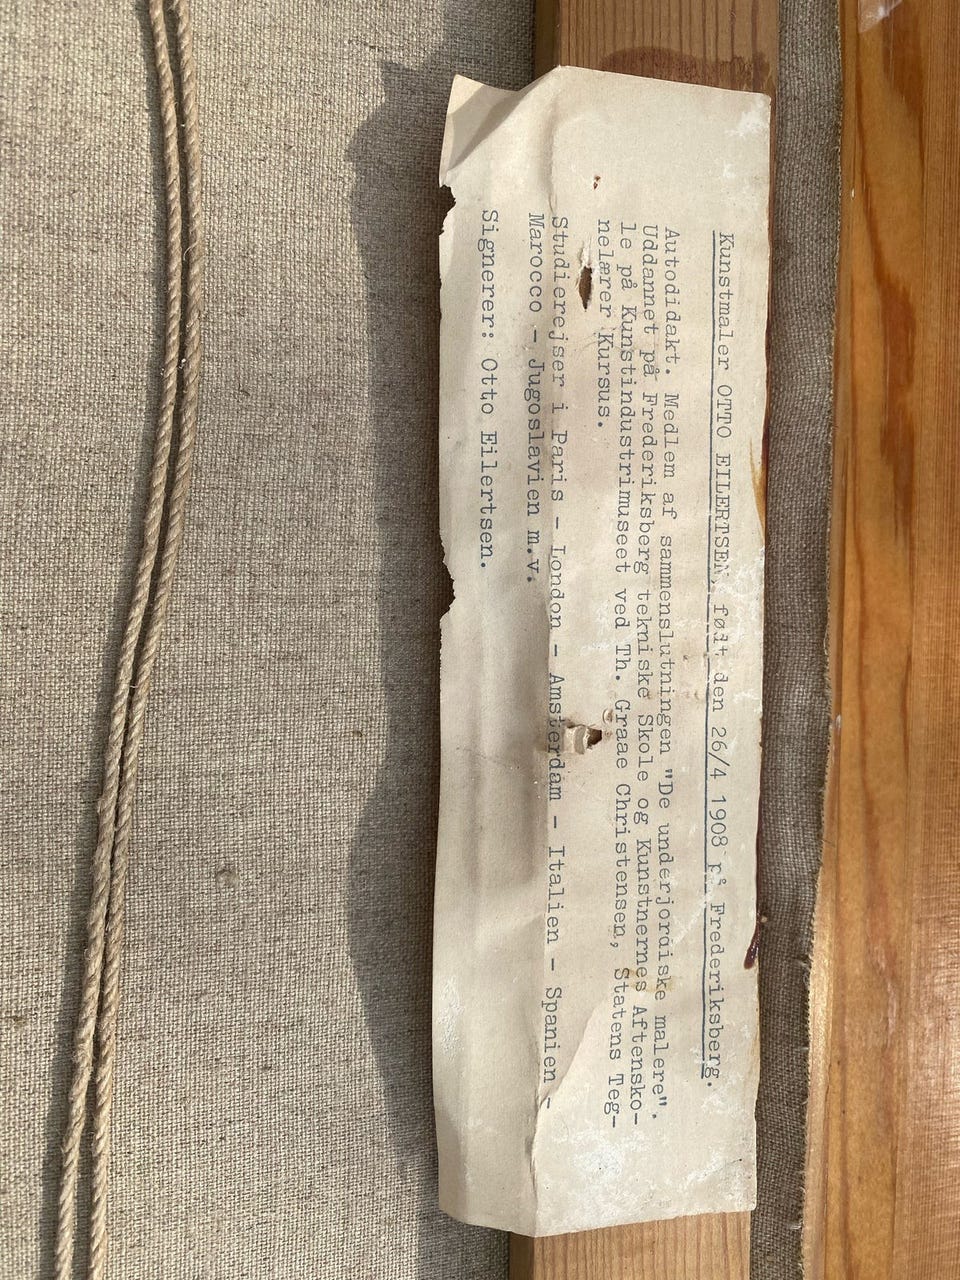 Kunstmaler OTTO EILERTSEN, født den 26/4 1908 på Frederiksberg.
Autodidakt. Medlem af sammenslutningen "De underjordiske malere".
Uddannet på Frederiksberg tekniske Skole og Kunstnernes Aftensko-
le på Kunstindustrimuseet ved Th. Graae Christensen, Statens Teg-
nelærer Kursus.
Studierejser i Paris - London - Amsterdam - Italien - Spanien -
Marocco - Jugoslavien m.v.
Signerer: Otto Eilertsen.